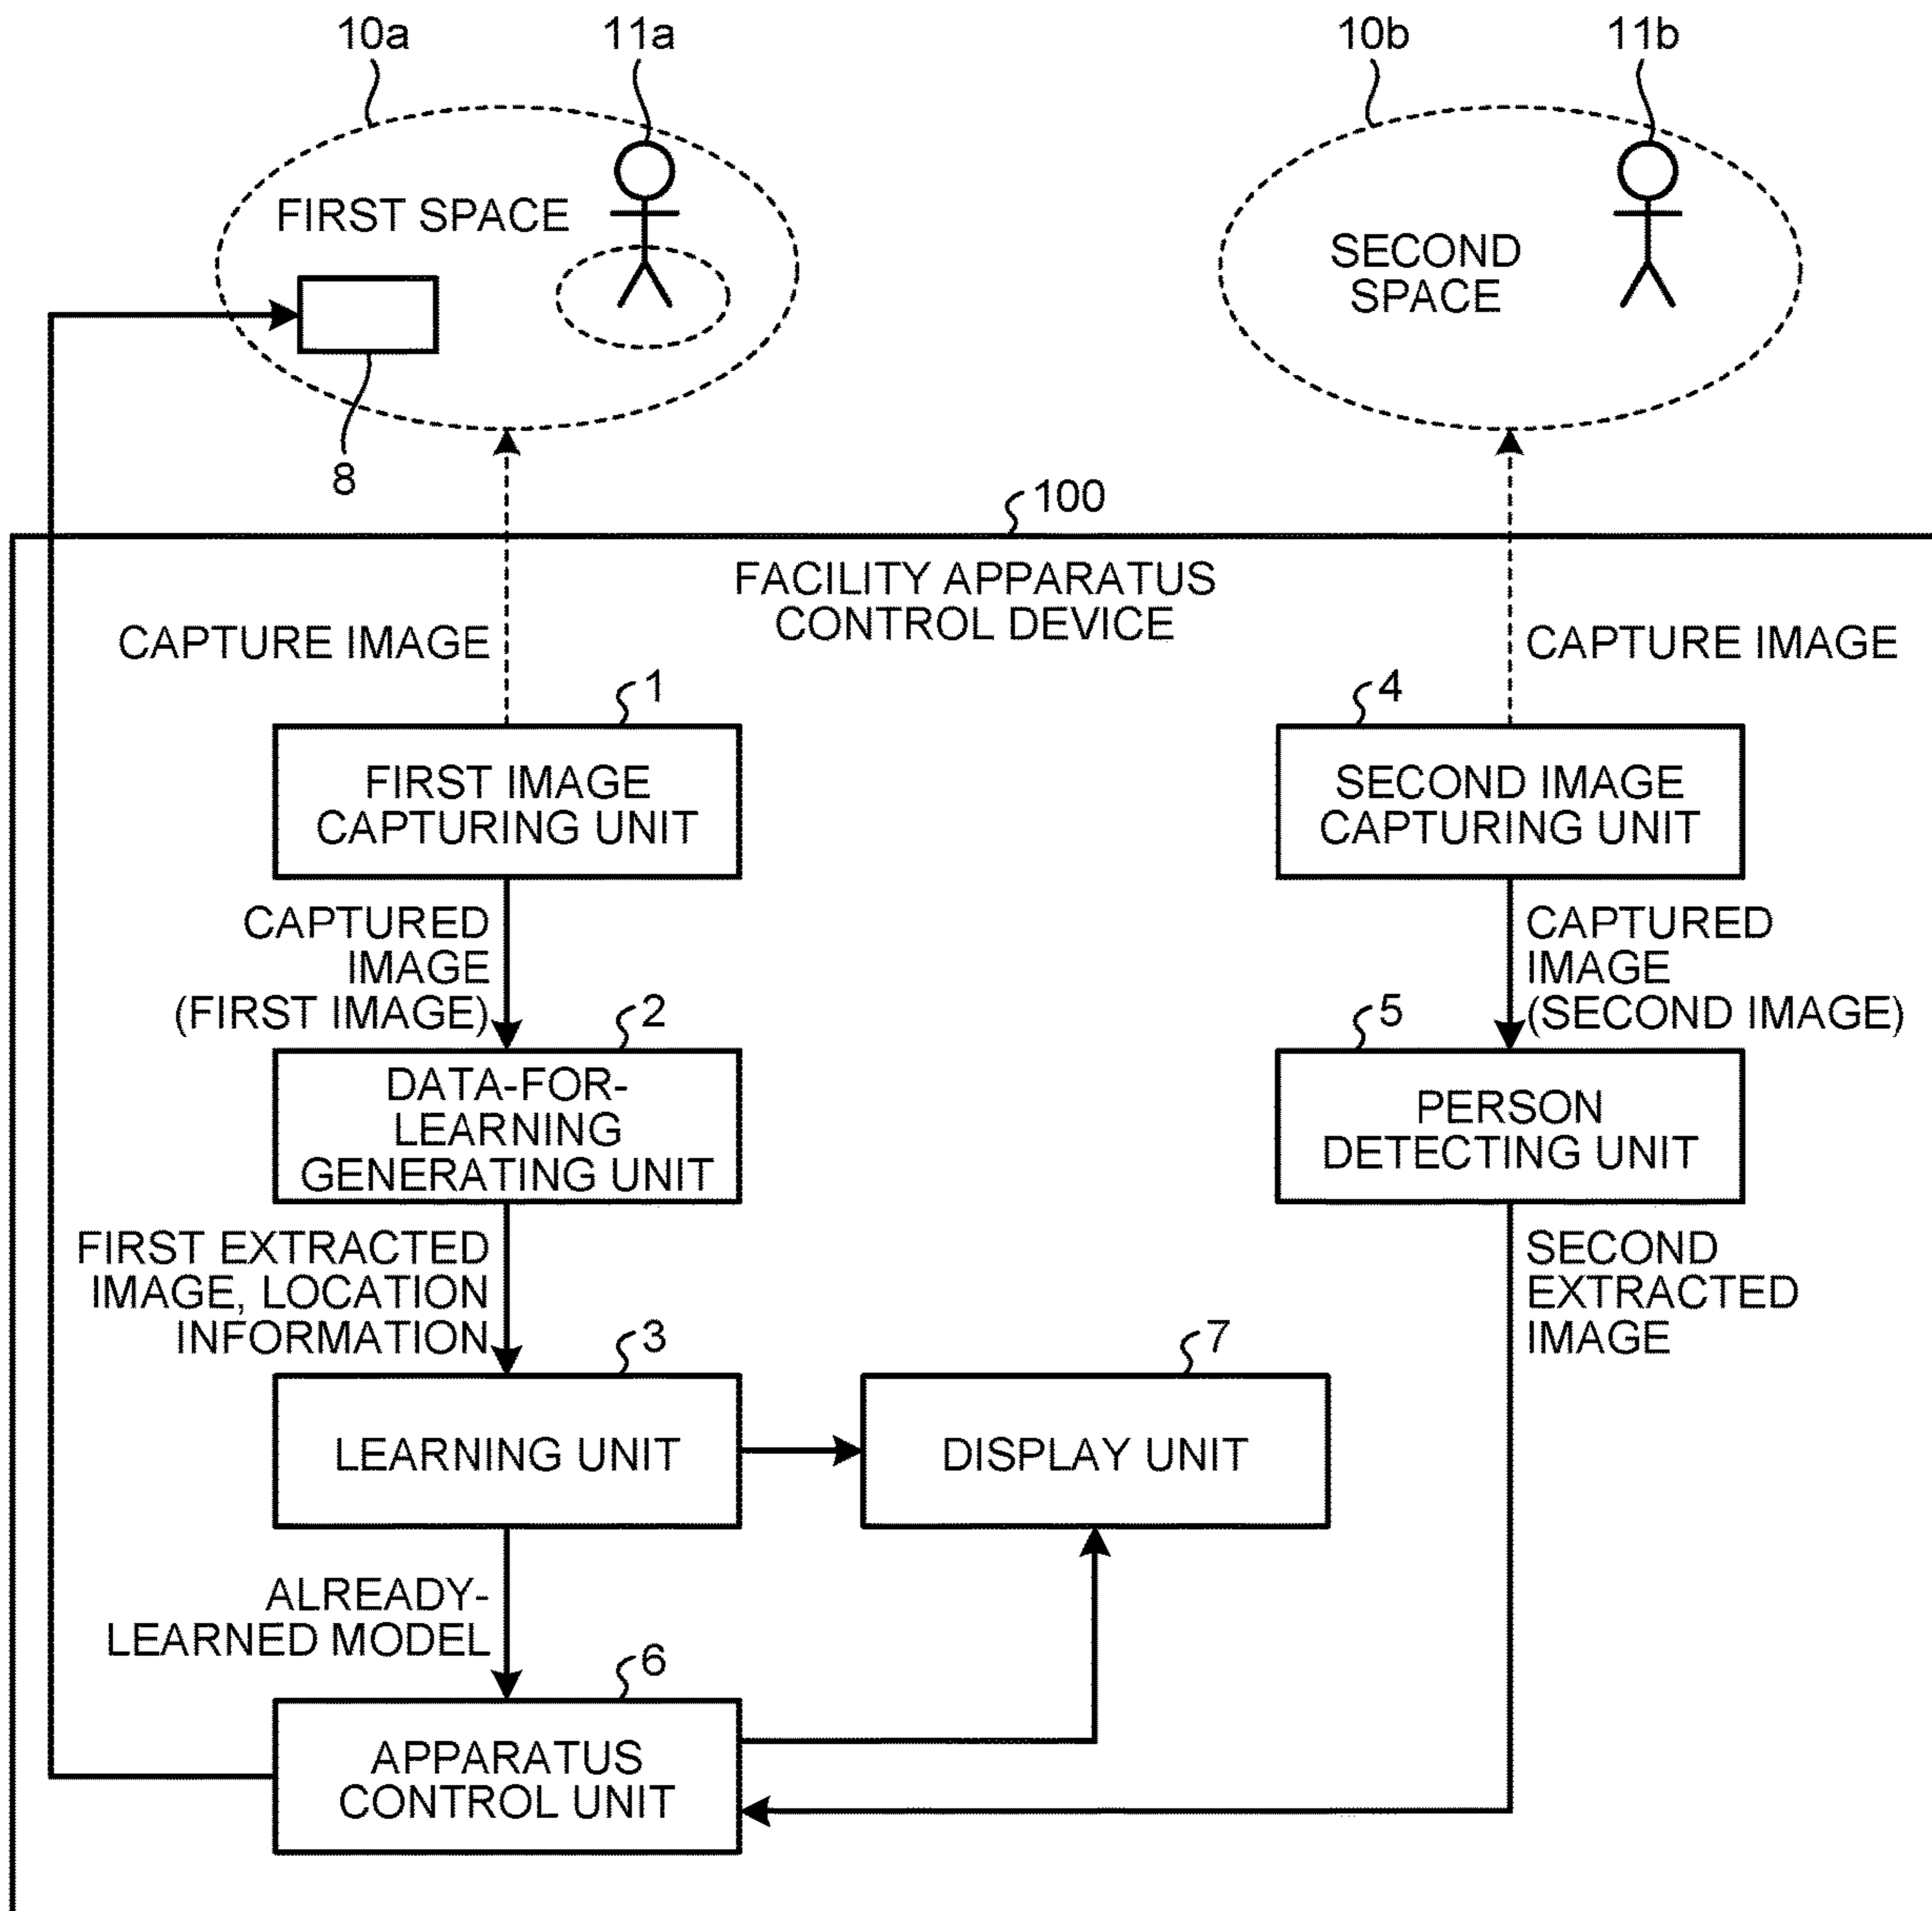 10a
11a
10b
11b
FIRST SPACE
SECOND
SPACE
8
100
FACILITY APPARATUS
CONTROL DEVICE
CAPTURE IMAGE
CAPTURE IMAGE
1
4
FIRST IMAGE
CAPTURING UNIT
SECOND IMAGE
CAPTURING UNIT
CAPTURED
IMAGE
(FIRST IMAGE)
CAPTURED
IMAGE
(SECOND IMAGE)
2
5
DATA-FOR-
LEARNING
GENERATING UNIT
PERSON
DETECTING UNIT
FIRST EXTRACTED
IMAGE, LOCATION
INFORMATION
SECOND
EXTRACTED
IMAGE
3
7
LEARNING UNIT
DISPLAY UNIT
ALREADY-
LEARNED MODEL
6
APPARATUS
CONTROL UNIT